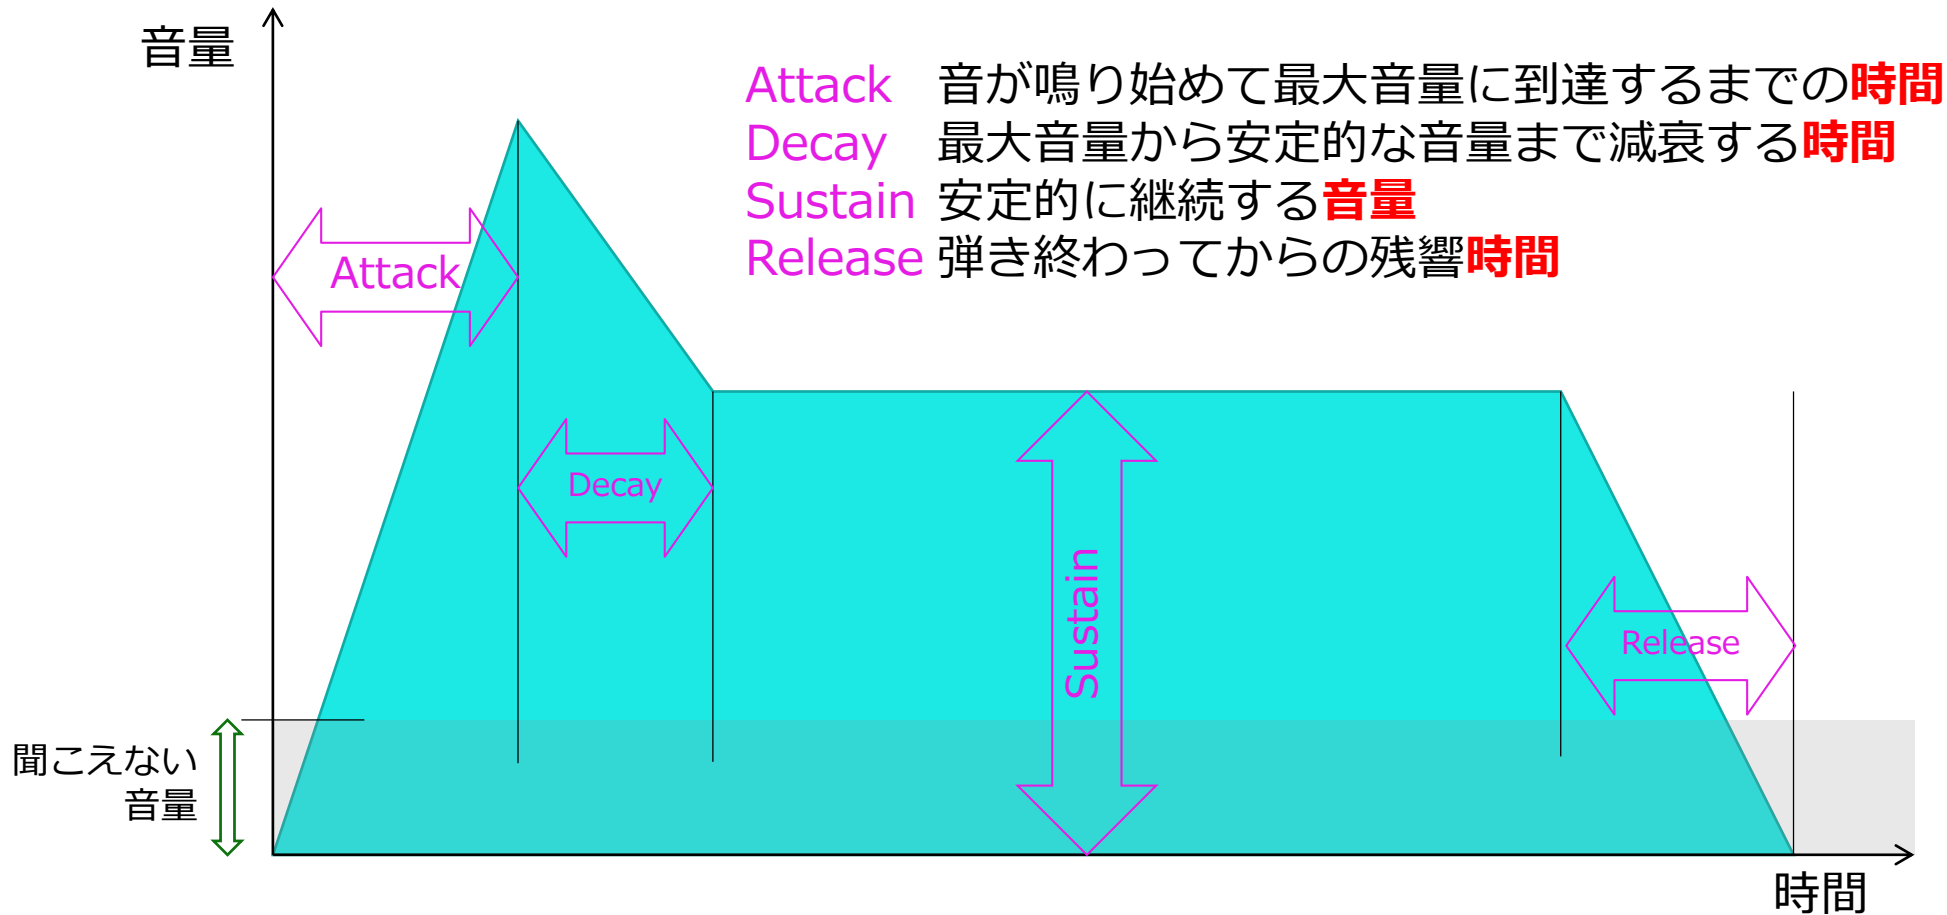 音量
Attack 音が鳴り始めて最大音量に到達するまでの時間
Decay 最大音量から安定的な音量まで減衰する時間
Sustain 安定的に継続する音量
Release 弾き終わってからの残響時間
Attack
Decay
Sustain
Release
聞こえない
音量
時間